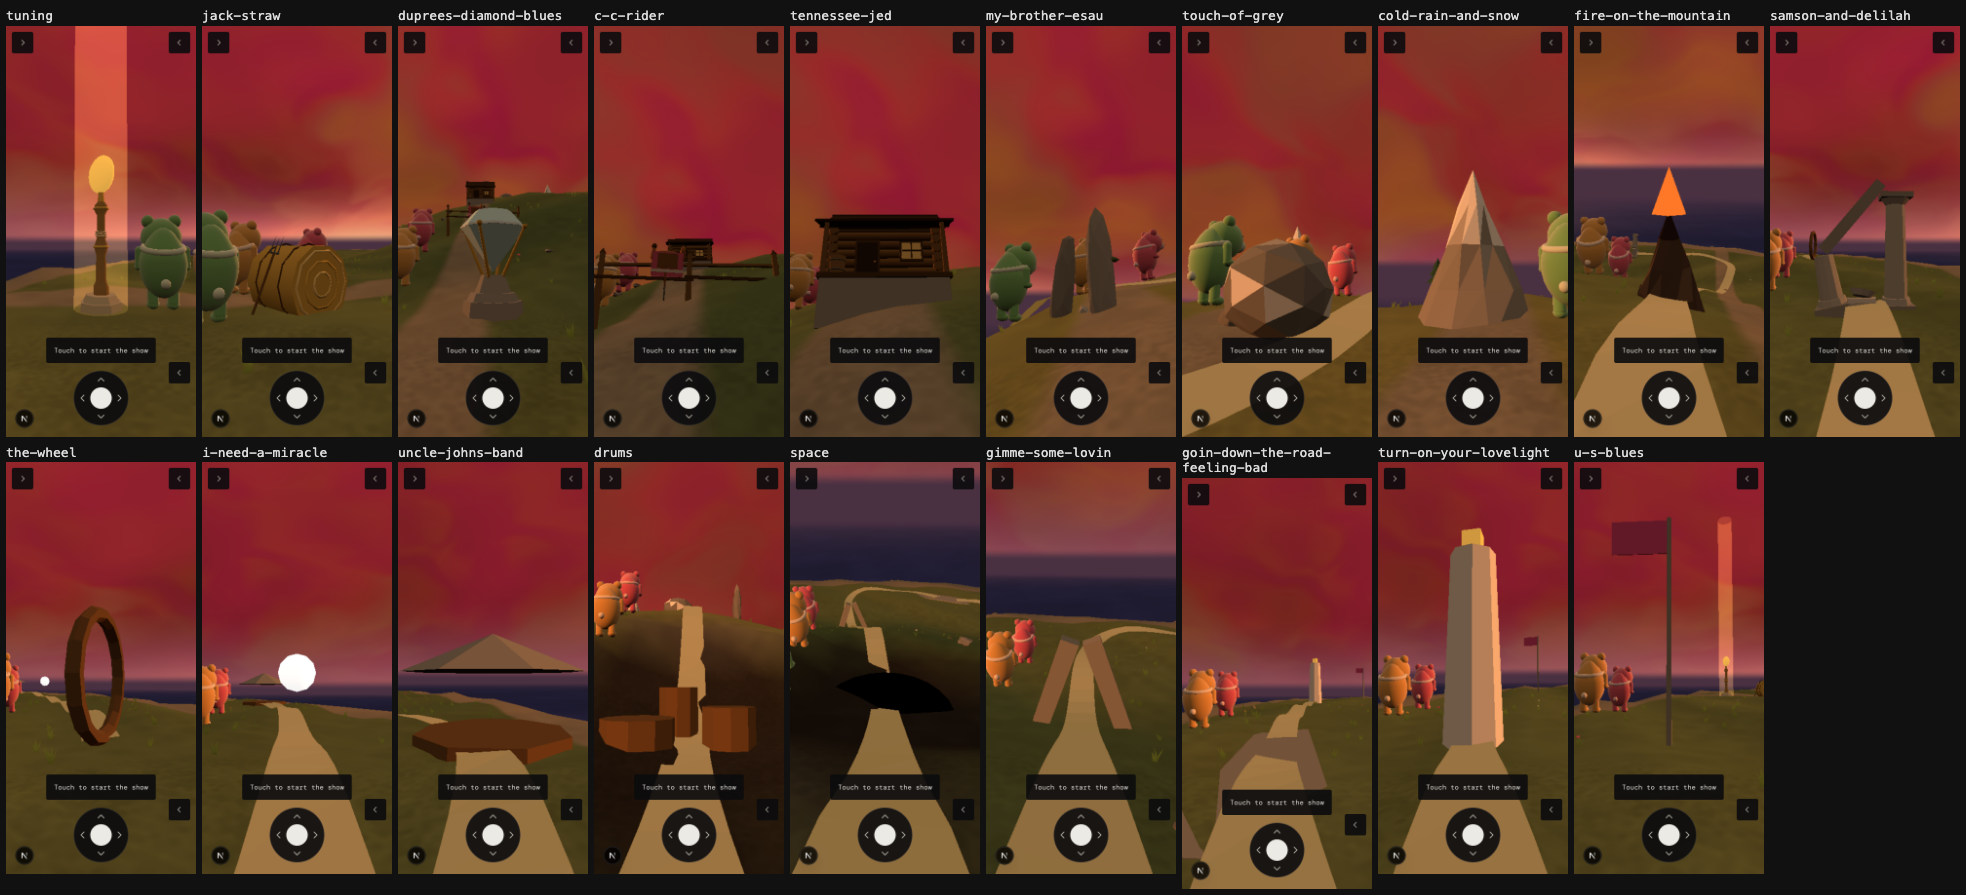 tuning
jack-straw
duprees-diamond-blues
c-c-rider
tennessee-jed
my-brother-esau
touch-of-grey
cold-rain-and-snow
fire-on-the-mountain
samson-and-delilah
Touch to start the show
Touch to start the show
Touch to start the show
Touch to start the show
Touch to start the show
Touch to start the show
Touch to start the show
Touch to start the show
Touch to start the show
Touch to start the show
N
N
N
N
N
N
N
N
N
N
the-wheel
i-need-a-miracle
uncle-johns-band
drums
space
gimme-some-lovin
goin-down-the-road-
feeling-bad
turn-on-your-lovelight
u-s-blues
Touch to start the show
Touch to start the show
Touch to start the show
Touch to start the show
Touch to start the show
Touch to start the show
Touch to start the show
Touch to start the show
Touch to start the show
N
N
N
N
N
N
N
N
N